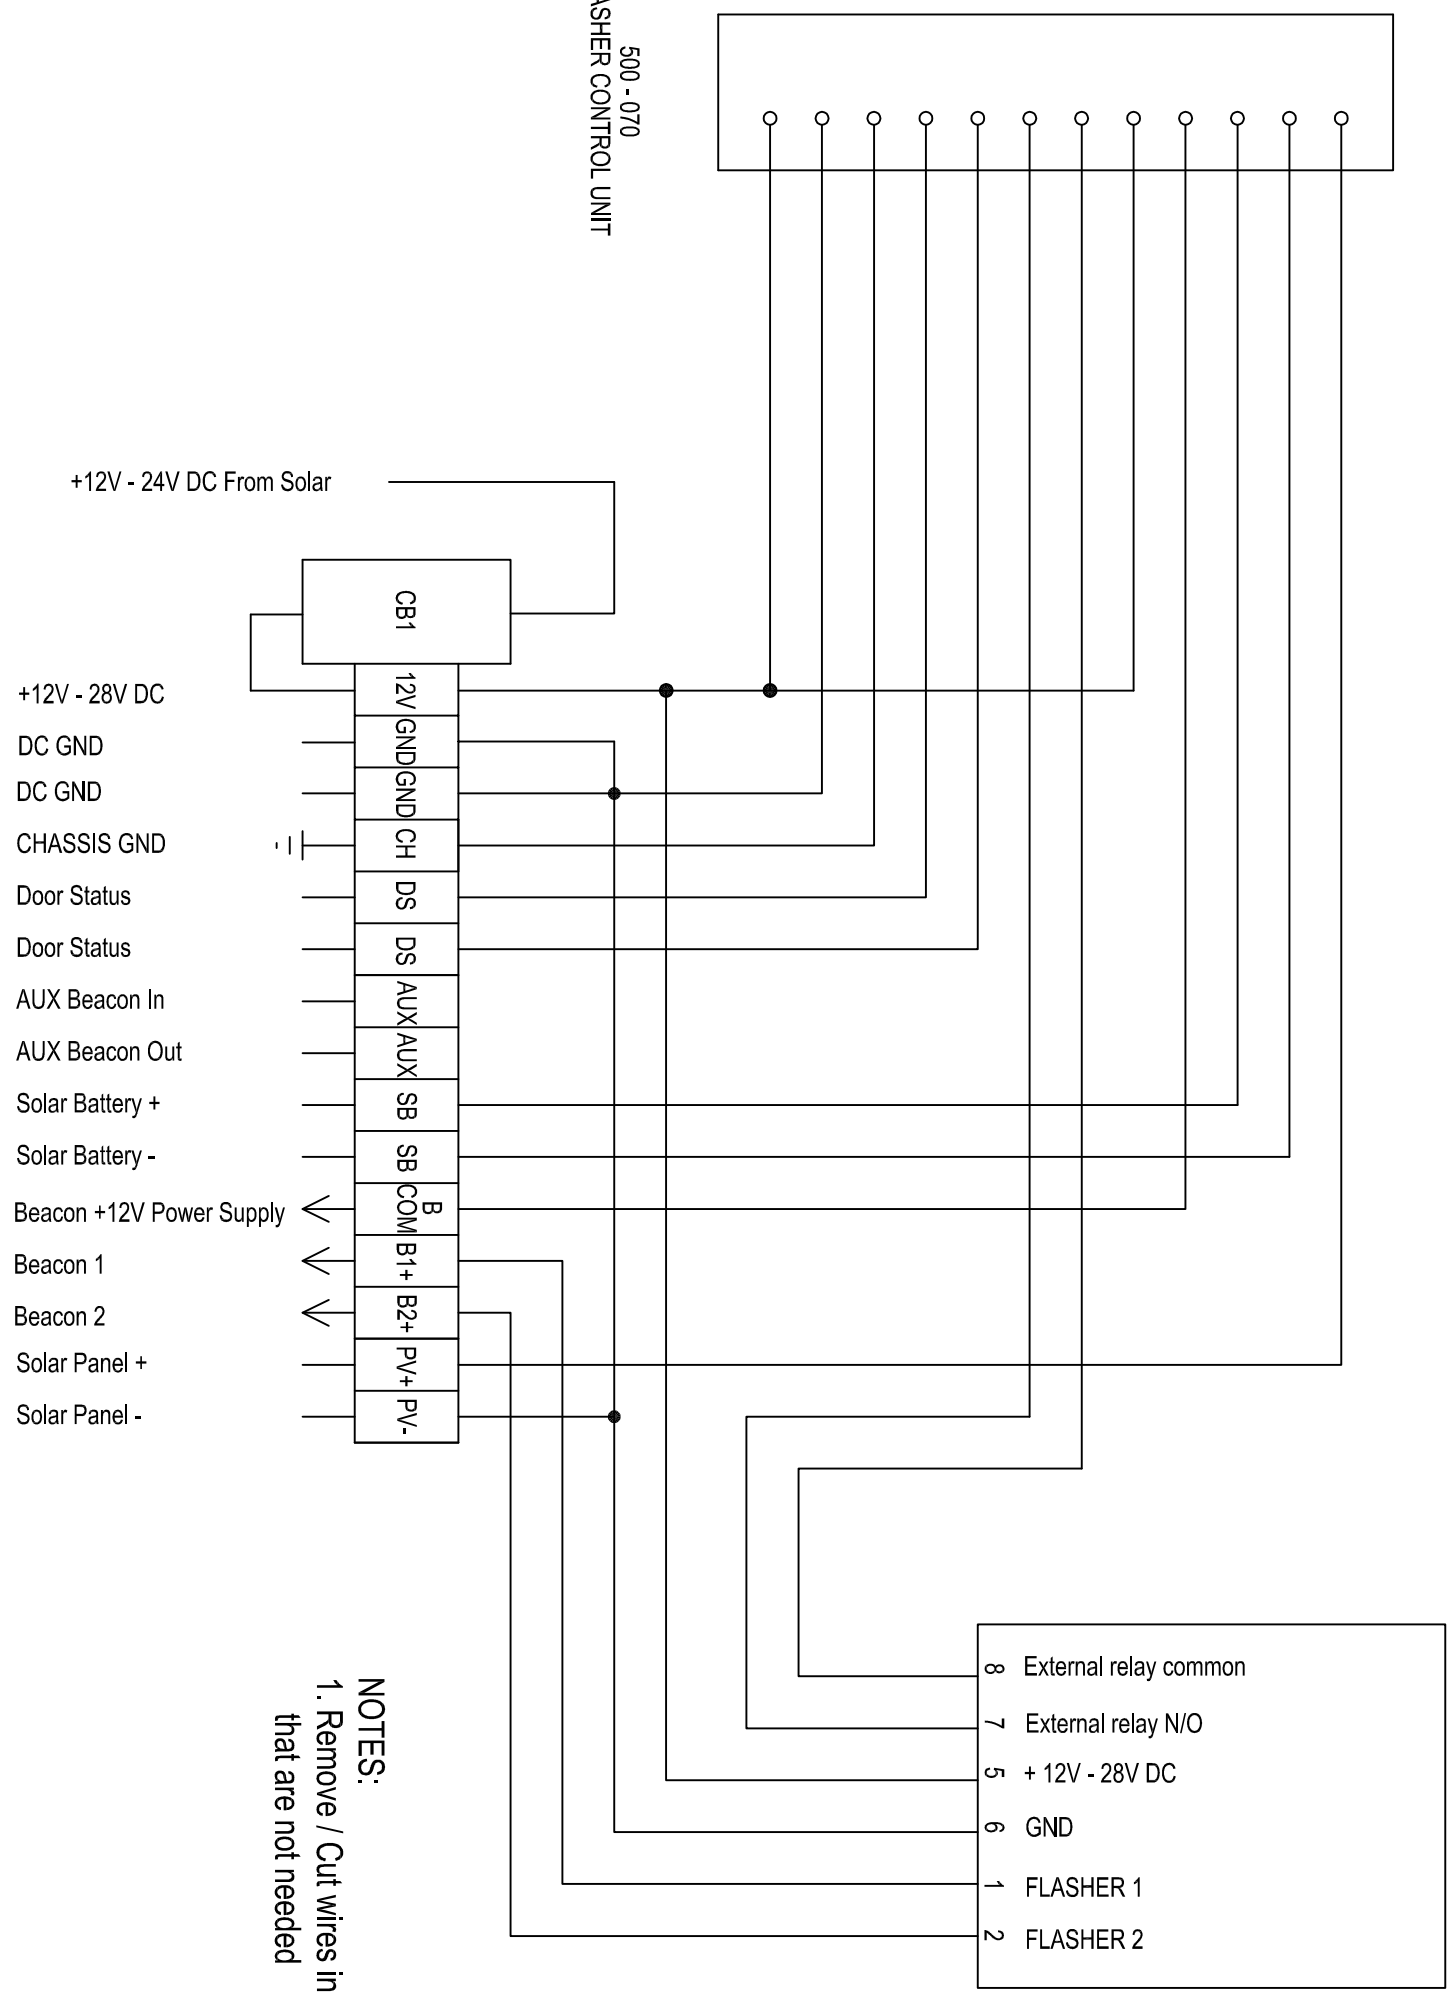 500 - 070
ASHER CONTROL UNIT
+12V - 24V DC From Solar
CB1
+12V - 28V DC
12V
DC GND
GND
DC GND
GND
CHASSIS GND
CH
Door Status
DS
Door Status
DS
AUX Beacon In
AUX
AUX Beacon Out
AUX
Solar Battery +
SB
Solar Battery -
SB
Beacon +12V Power Supply
B
COM
Beacon 1
B1+
Beacon 2
B2+
Solar Panel +
PV+
Solar Panel -
PV-
8 External relay common
7 External relay N/O
5 + 12V - 28V DC
6 GND
1 FLASHER 1
2 FLASHER 2
NOTES:
1. Remove / Cut wires in
that are not needed